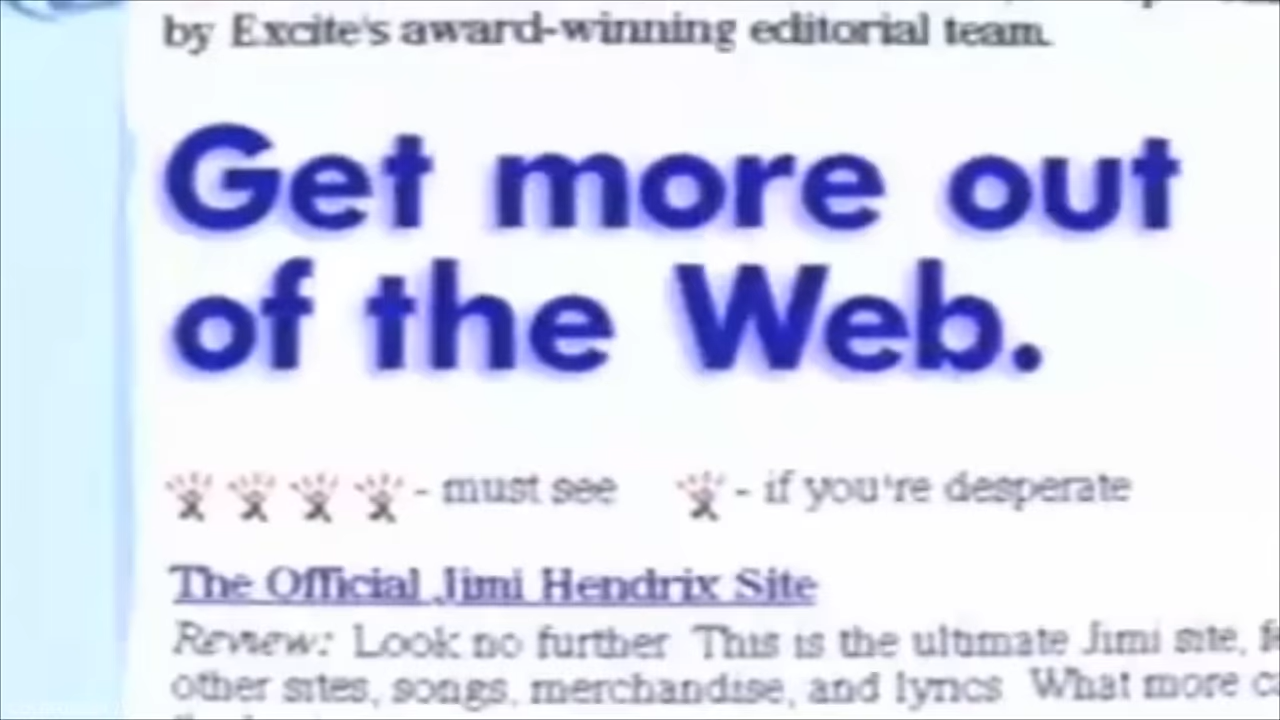 by Excite's award-winning editorial team.
Get more out
of the Web.
- must see - if you're desperate
The Official Jimi Hendrix Site
Review: Look no further This is the ultimate Jimi site,
other sites, songs, merchandise, and lyrics What more